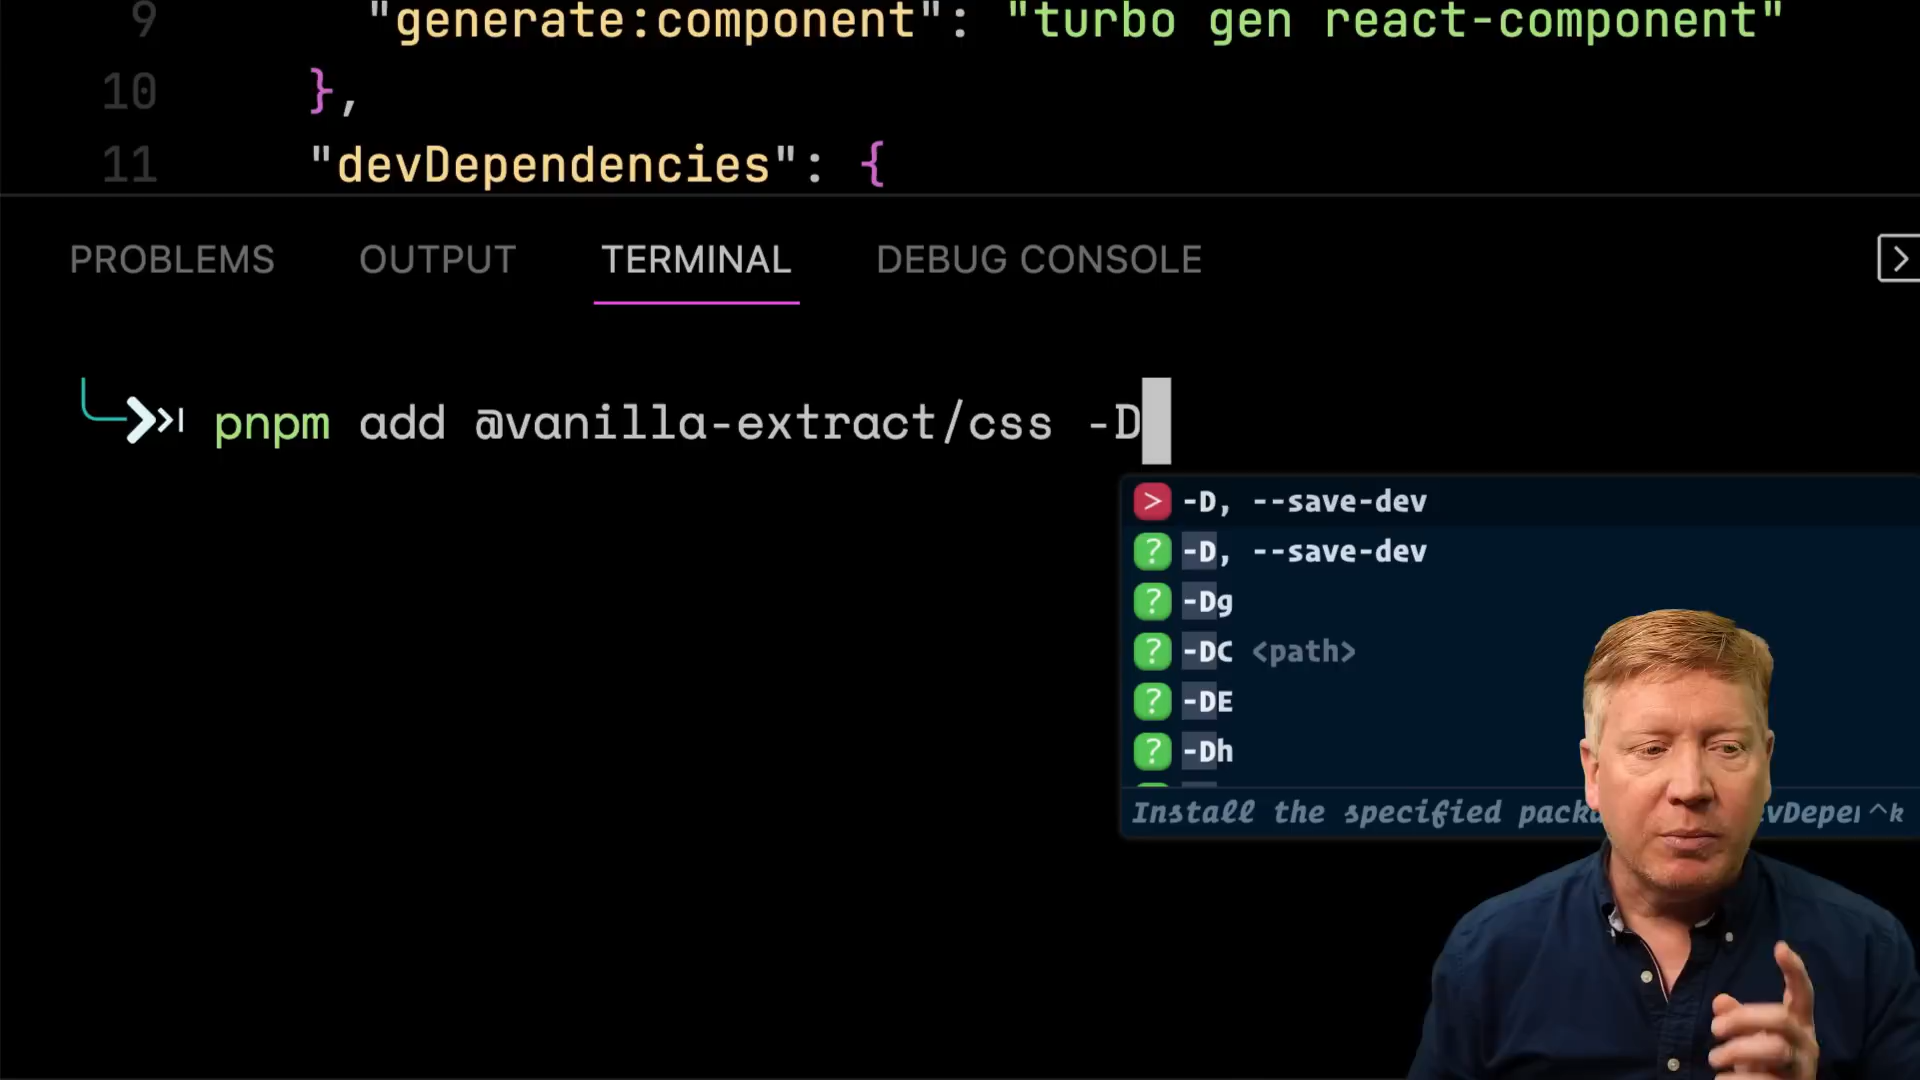 9 "generate:component": "turbo gen react-component"
10 },
11 "devDependencies": {
PROBLEMS OUTPUT TERMINAL DEBUG CONSOLE
pnpm add @vanilla-extract/css -D
> -D, --save-dev
? -D, --save-dev
? -Dg
? -DC <path>
? -DE
? -Dh
Install the specified ^k